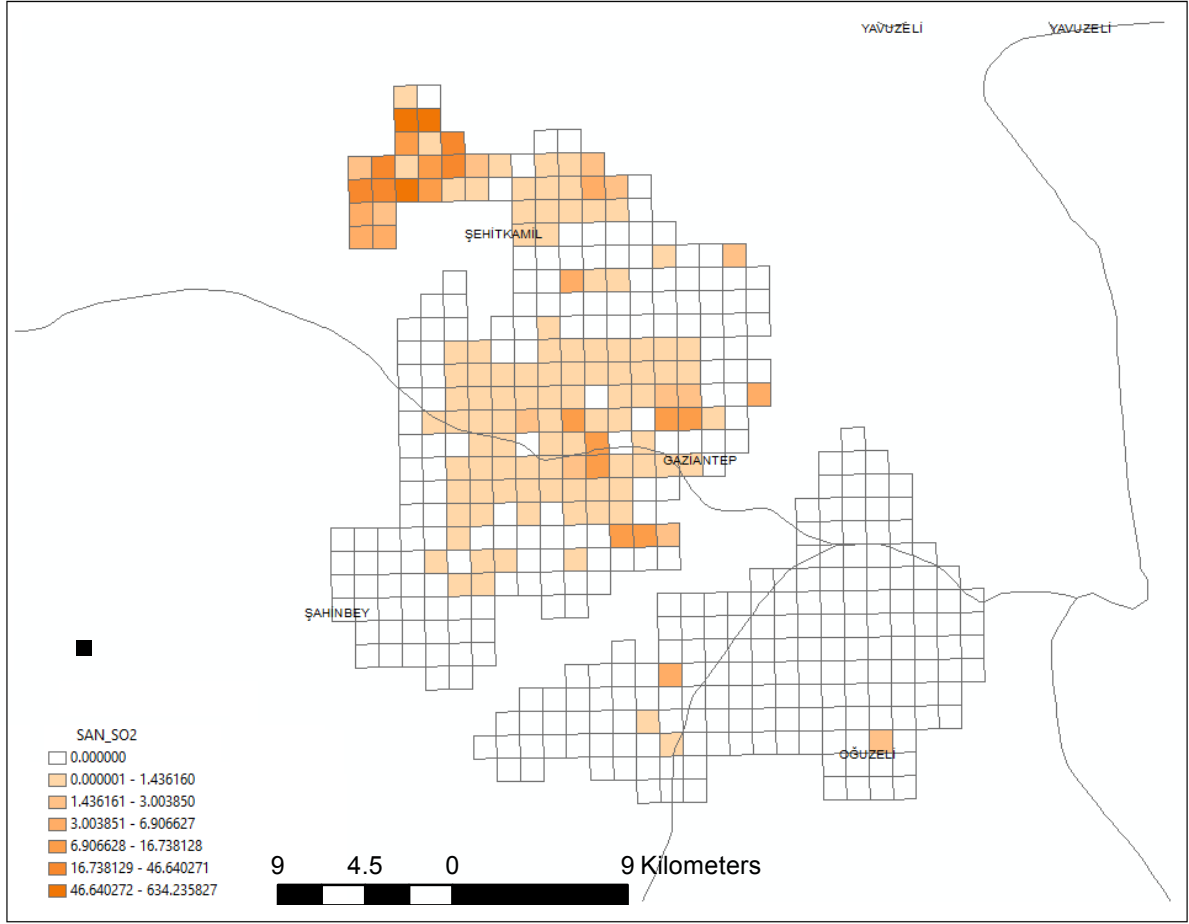 YAVUZELİ YAVUZELİ
ŞEHİTKAMİL
GAZIANTEP
ŞAHİNBEY
OĞUZELİ
SAN_SO2
0.000000
0.000001 - 1.436160
1.436161 - 3.003850
3.003851 - 6.906627
6.906628 - 16.738128
16.738129 - 46.640271
46.640272 - 634.235827
9 4.5 0 9 Kilometers